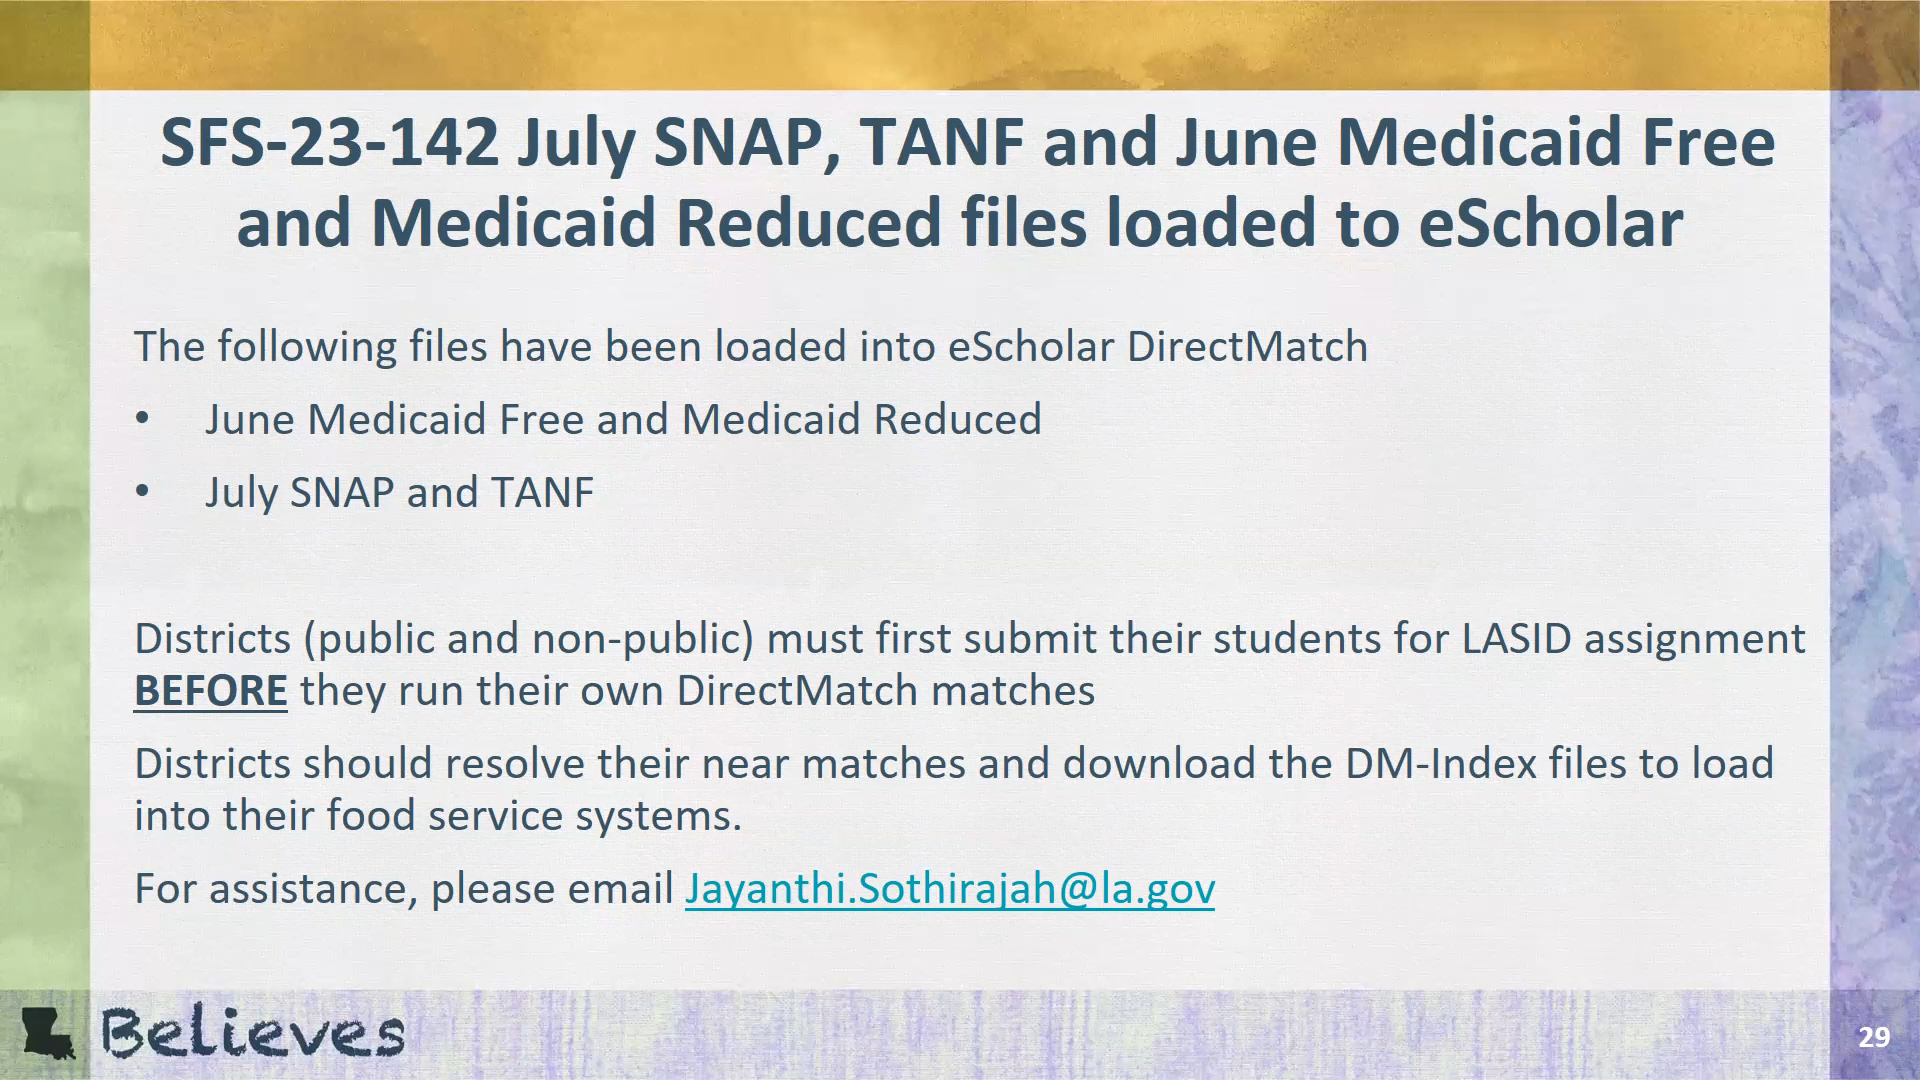 SFS-23-142 July SNAP, TANF and June Medicaid Free
and Medicaid Reduced files loaded to eScholar
The following files have been loaded into eScholar DirectMatch
• June Medicaid Free and Medicaid Reduced
• July SNAP and TANF
Districts (public and non-public) must first submit their students for LASID assignment
BEFORE they run their own DirectMatch matches
Districts should resolve their near matches and download the DM-Index files to load
into their food service systems.
For assistance, please email Jayanthi.Sothirajah@la.gov
Believes
29